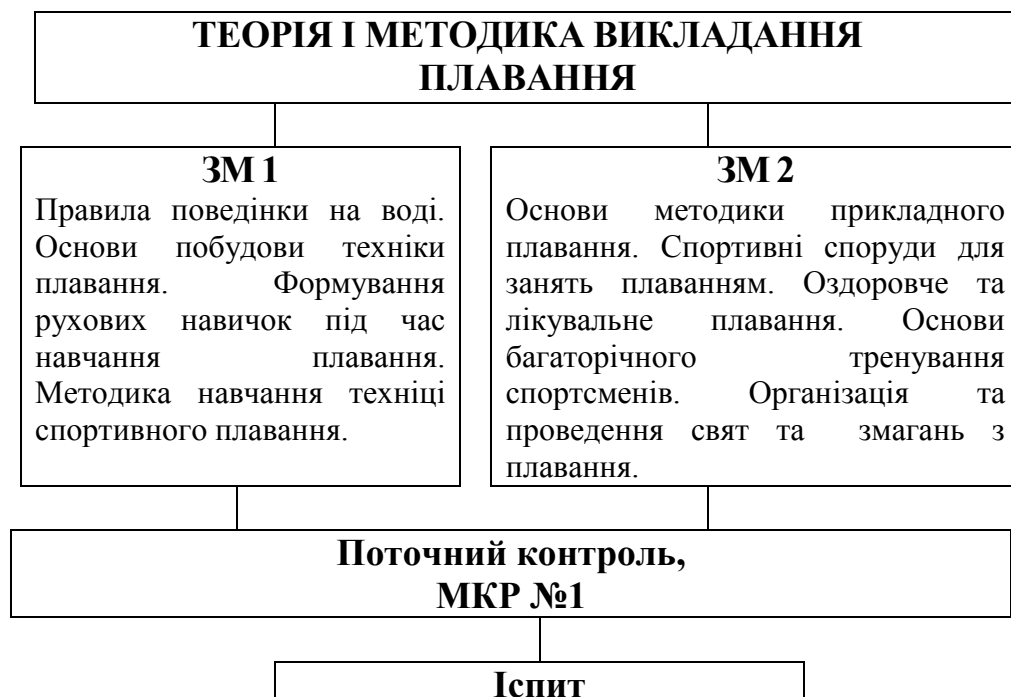 ТЕОРІЯ І МЕТОДИКА ВИКЛАДАННЯ
ПЛАВАННЯ
ЗМ 1
Правила поведінки на воді.
Основи побудови техніки
плавання. Формування
рухових навичок під час
навчання плавання.
Методика навчання техніці
спортивного плавання.
ЗМ 2
Основи методики прикладного
плавання. Спортивні споруди для
занять плаванням. Оздоровче та
лікувальне плавання. Основи
багаторічного тренування
спортсменів. Організація та
проведення свят та змагань з
плавання.
Поточний контроль,
МКР №1
Іспит